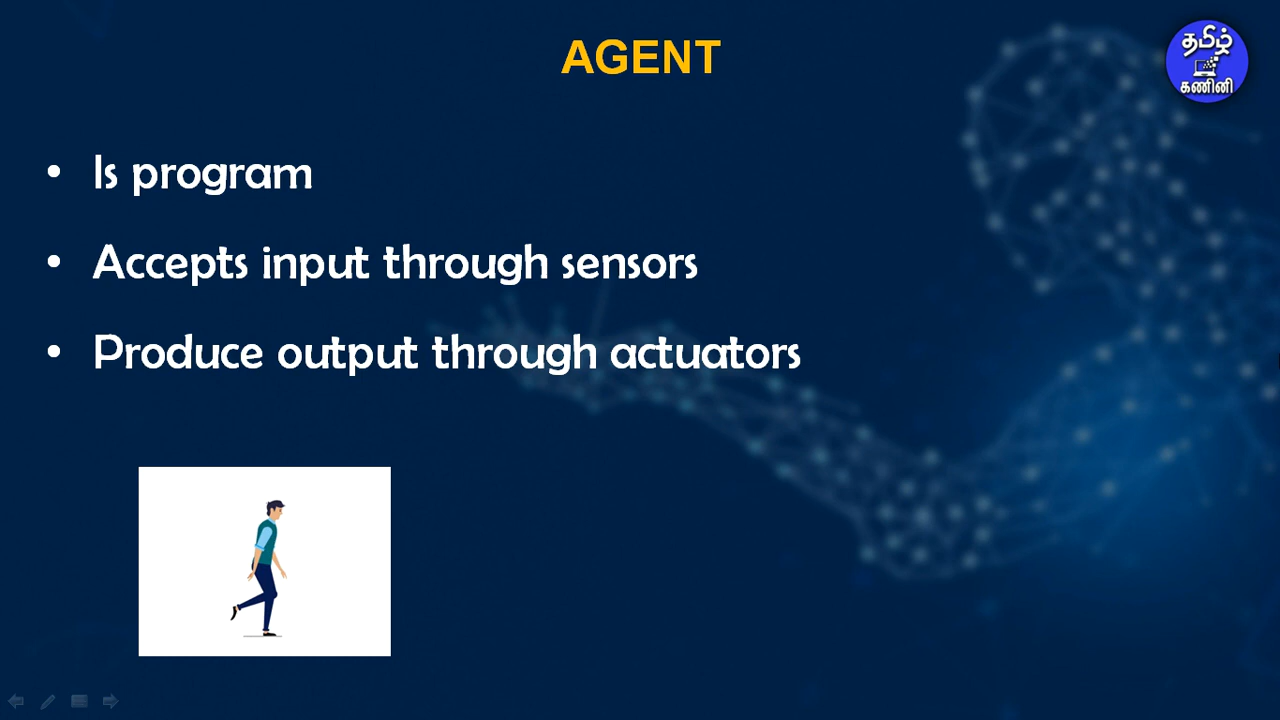 AGENT
தமிழ்
கணினி
• Is program
• Accepts input through sensors
• Produce output through actuators